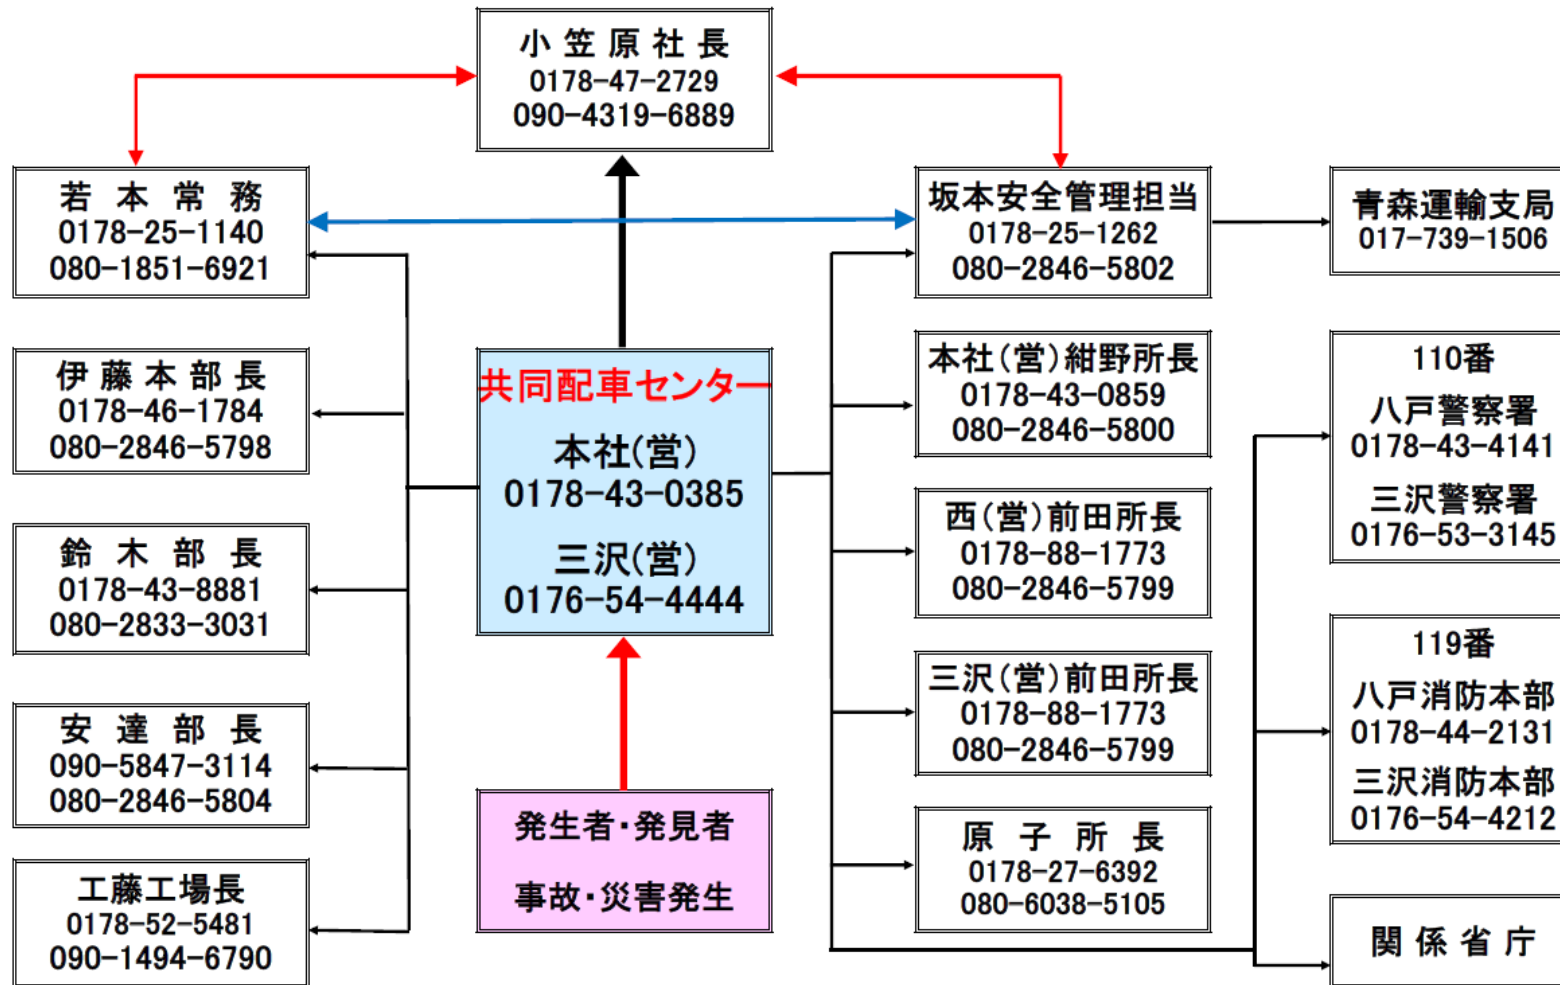 小笠原社長
0178-47-2729
090-4319-6889
若本常務
0178-25-1140
080-1851-6921
坂本安全管理担当
0178-25-1262
080-2846-5802
青森運輸支局
017-739-1506
伊藤本部長
0178-46-1784
080-2846-5798
共同配車センター
本社(営)
0178-43-0385
三沢(営)
0176-54-4444
本社(営)紺野所長
0178-43-0859
080-2846-5800
110番
八戸警察署
0178-43-4141
三沢警察署
0176-53-3145
鈴木部長
0178-43-8881
080-2833-3031
西(営)前田所長
0178-88-1773
080-2846-5799
安達部長
090-5847-3114
080-2846-5804
三沢(営)前田所長
0178-88-1773
080-2846-5799
119番
八戸消防本部
0178-44-2131
三沢消防本部
0176-54-4212
工藤工場長
0178-52-5481
090-1494-6790
発生者・発見者
事故・災害発生
原子所長
0178-27-6392
080-6038-5105
関係省庁